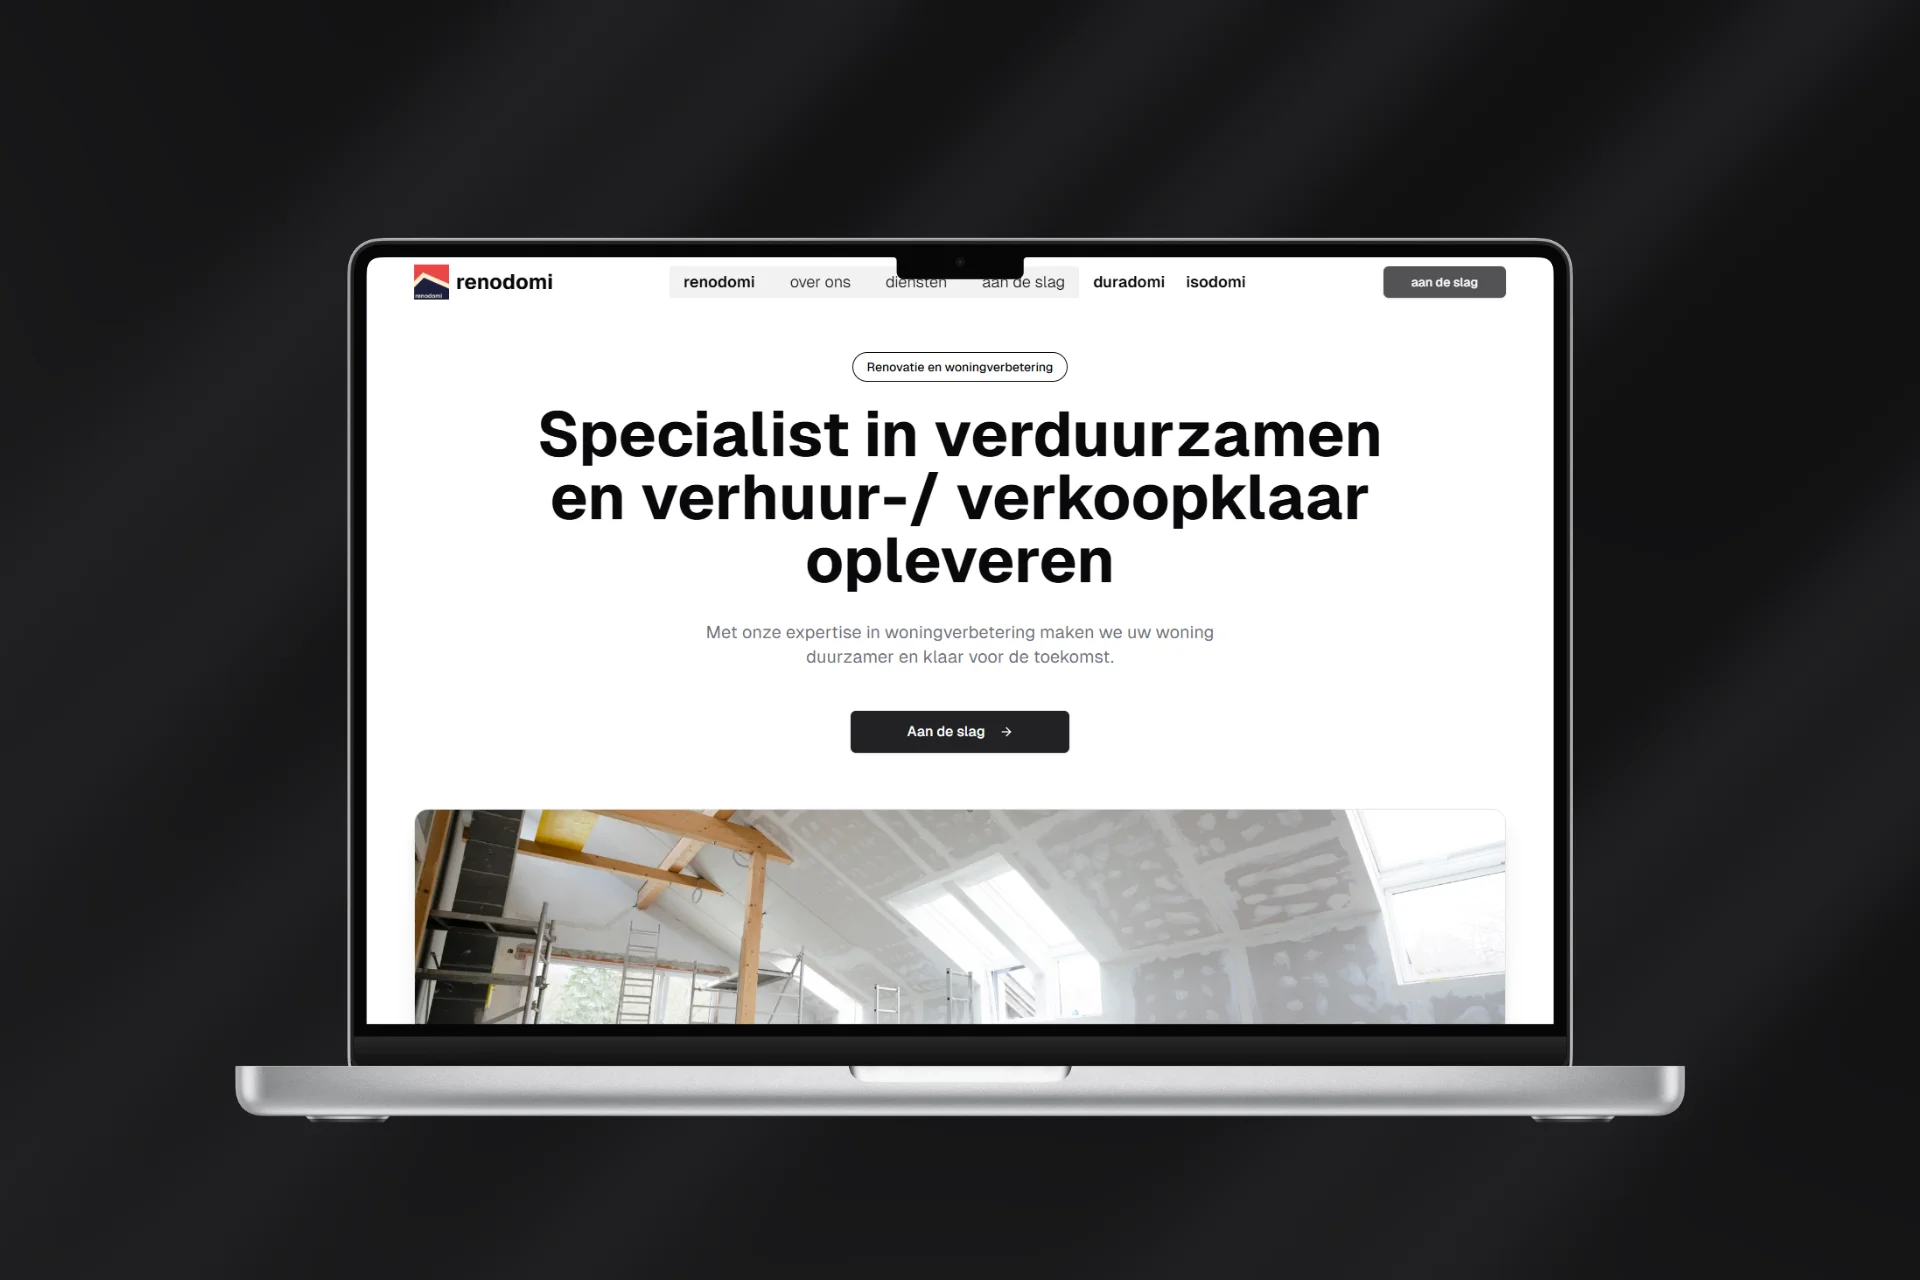 renodomi
renodomi
renodomi over ons diensten aan de slag duradomi isodomi
aan de slag
Renovatie en woningverbetering
Specialist in verduurzamen
en verhuur-/ verkoopklaar
opleveren
Met onze expertise in woningverbetering maken we uw woning
duurzamer en klaar voor de toekomst.
Aan de slag →